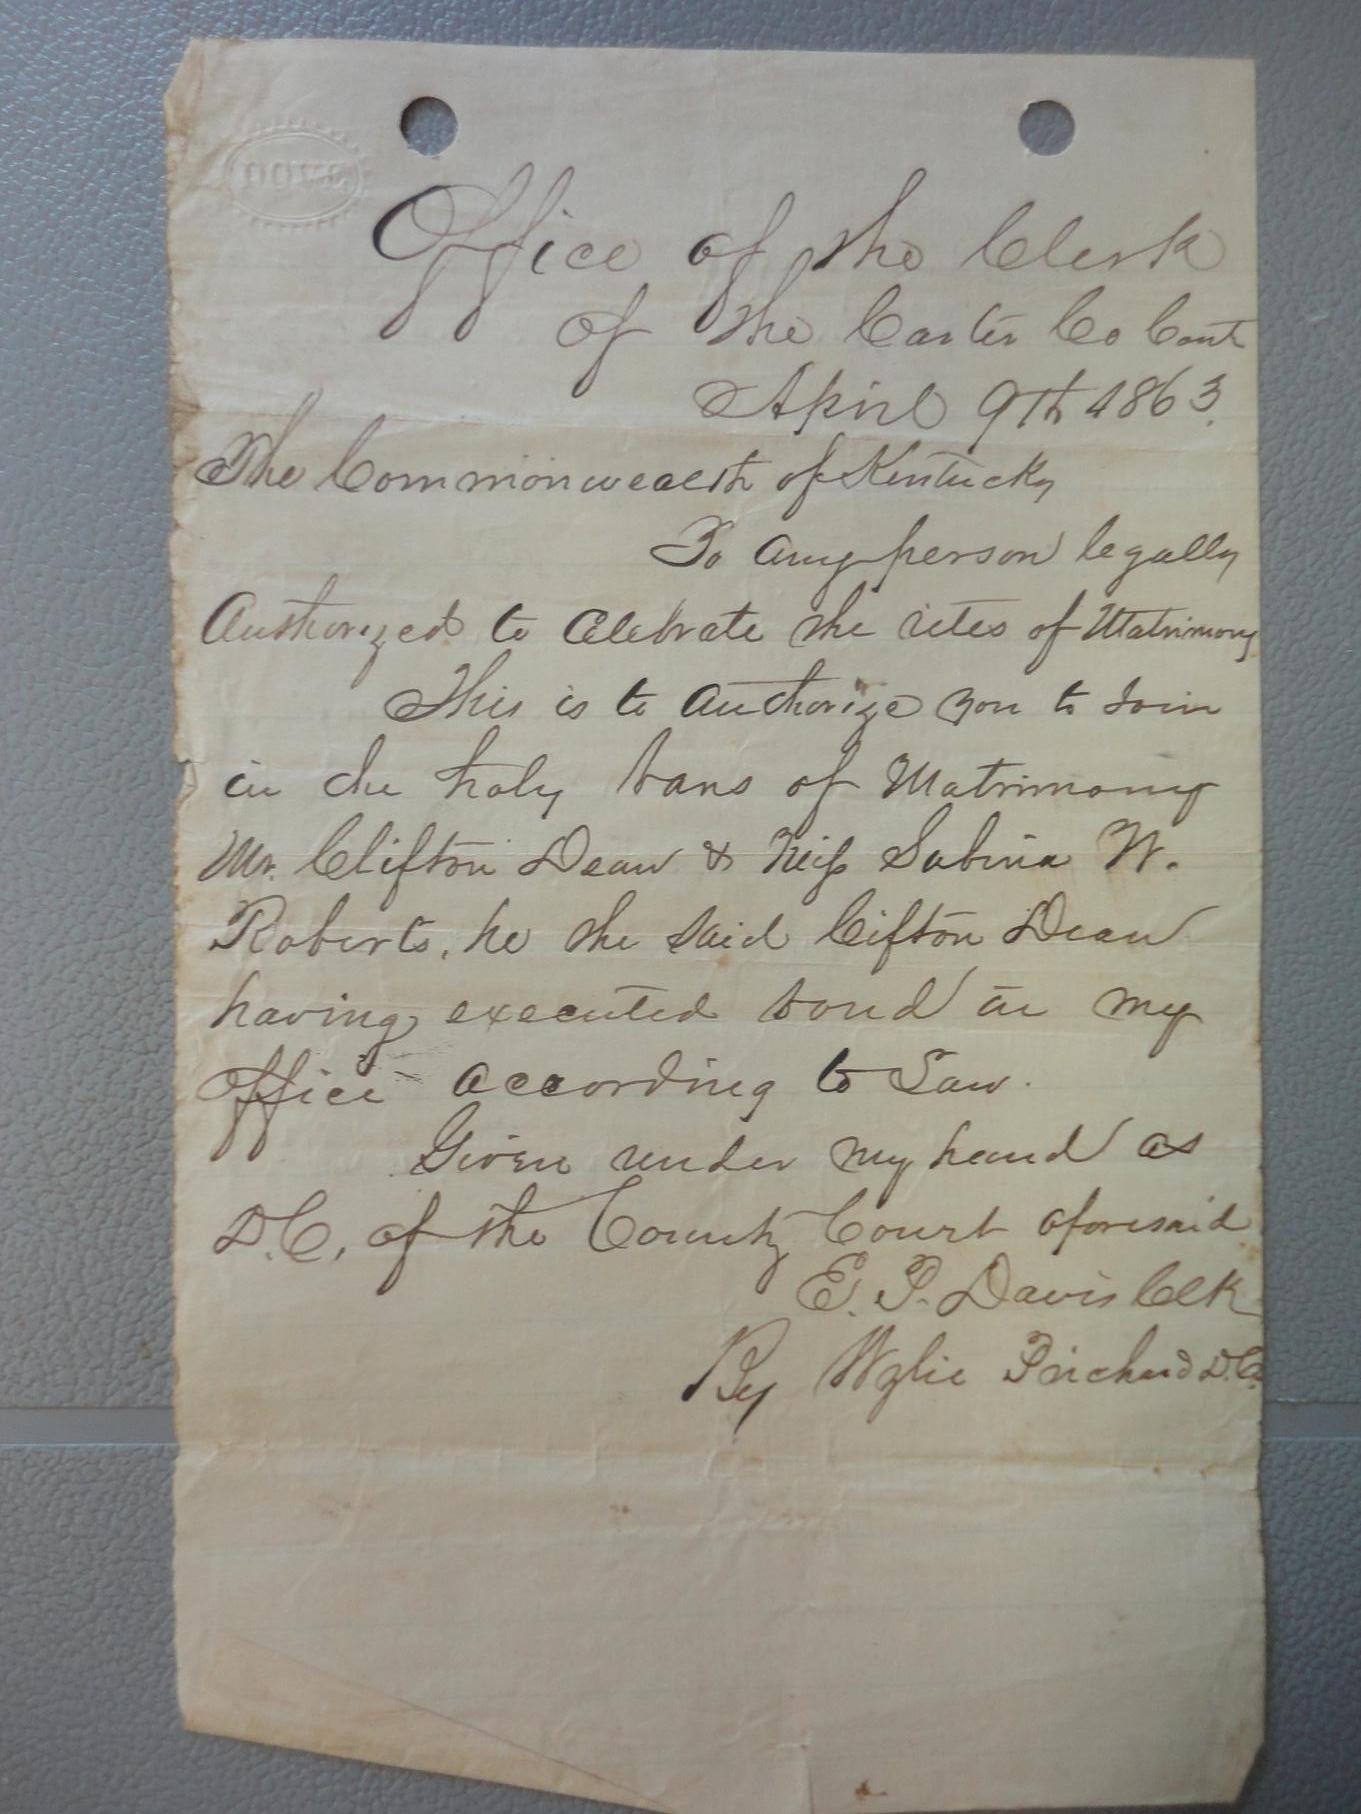 Office of the Clerk
of the Carter Co Court
April 9th 1863.
The Commonwealth of Kentucky
To any person legally
Authorized to Celebrate the rites of Matrimony
This is to authorize you to Join
in the holy bans of Matrimony
Mr. Clifton Dean & Miss Sabina W.
Roberts, he the said Clifton Dean
having executed bond in my
office according to Law.
Given under my hand as
D.C. of the County Court aforesaid
E. P. Davis Clk
By Wylie Prichard D.C.